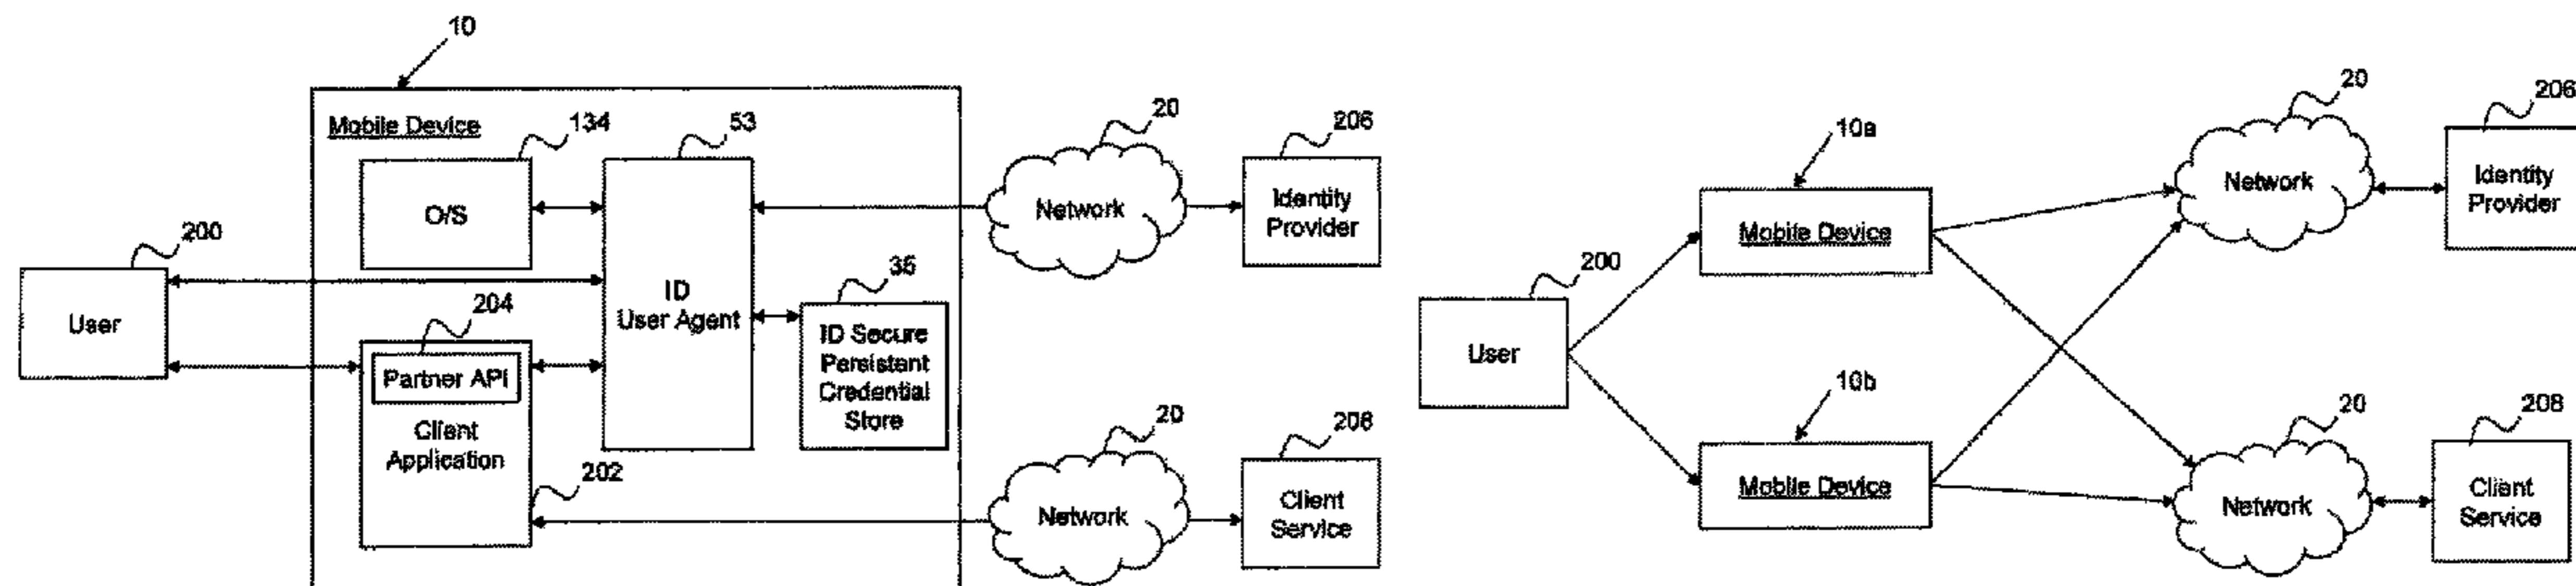 10
Mobile Device
134
O/S
53
ID
User Agent
20
Network
206
Identity
Provider
200
User
204
Partner API
Client
Application
202
35
ID Secure
Persistent
Credential
Store
20
Network
208
Client
Service
10a
Mobile Device
20
Network
206
Identity
Provider
200
User
10b
Mobile Device
20
Network
208
Client
Service